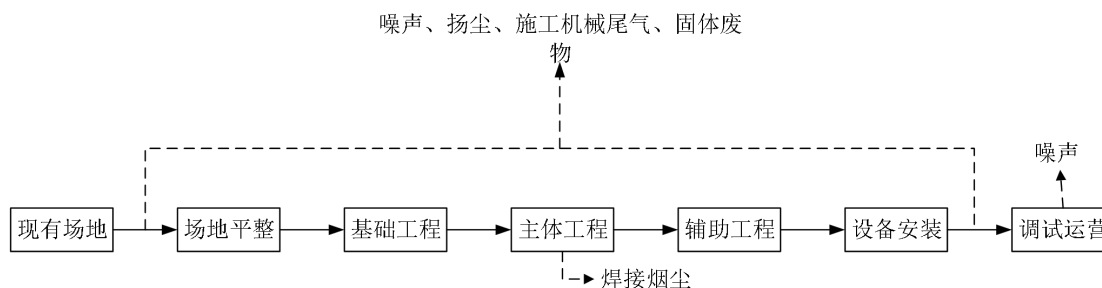 噪声、扬尘、施工机械尾气、固体废
物
噪声
现有场地
场地平整
基础工程
主体工程
辅助工程
设备安装
调试运营
焊接烟尘